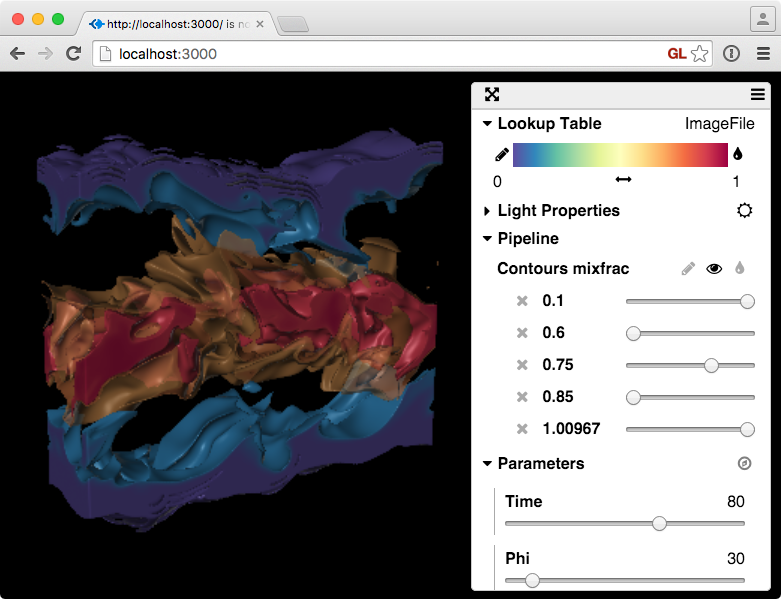 http://localhost:3000/ is no
localhost:3000
GL
Lookup Table ImageFile
0 1
Light Properties
Pipeline
Contours mixfrac
0.1
0.6
0.75
0.85
1.00967
Parameters
Time 80
Phi 30